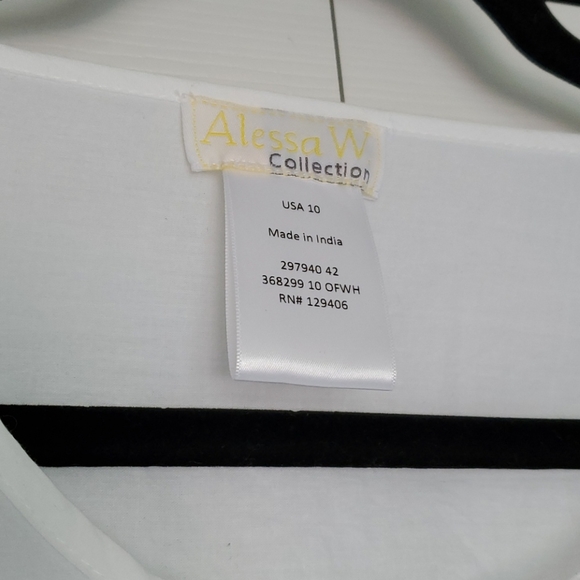 Alessa W
Collection
USA 10
Made in India
297940 42
368299 10 OFWH
RN# 129406